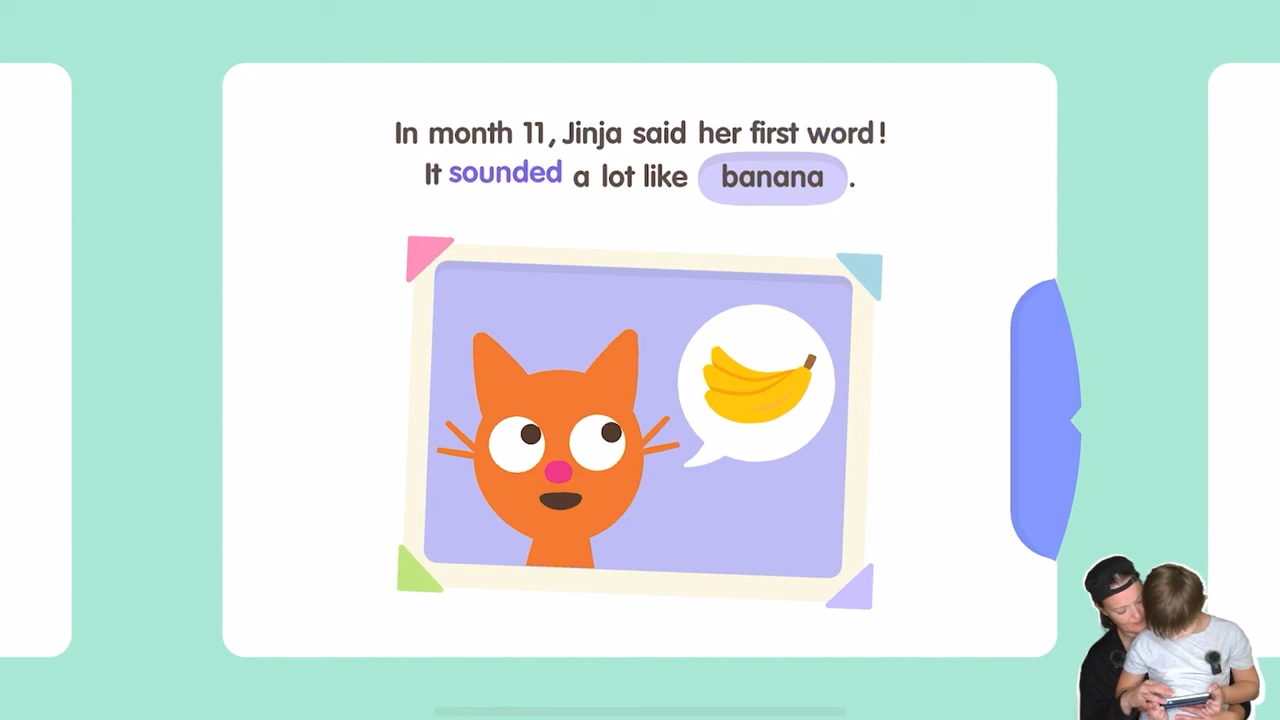 In month 11, Jinja said her first word!
It sounded a lot like banana.